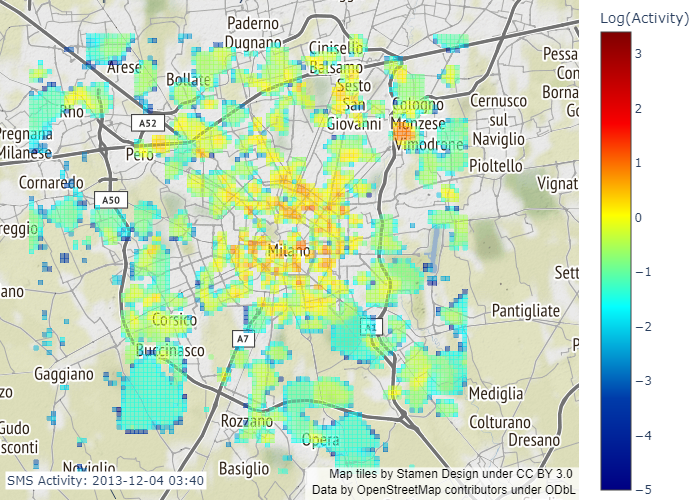 Log(Activity)
3
2
1
0
−1
−2
−3
−4
−5
Paderno
Dugnano
Cinisello
Balsamo
Arese
Bollate
Sesto
San
Giovanni
Cologno
Monzese
Vimodrone
Cernusco
sul
Naviglio
Pessa
Con
Borna
Go
Rho
A52
Pregnana
Milanese
Pero
Pioltello
Cornaredo
A50
Vignat
reggio
Milano
Sett
ano
Pantigliate
Corsico
A7
A1
P
Buccinasco
Gaggiano
zzo
Mediglia
Rozzano
Opera
Colturano
Dresano
Gudo
sconti
Noviglio
Basiglio
SMS Activity: 2013-12-04 03:40
Map tiles by Stamen Design under CC BY 3.0
Data by OpenStreetMap contributors under ODbL